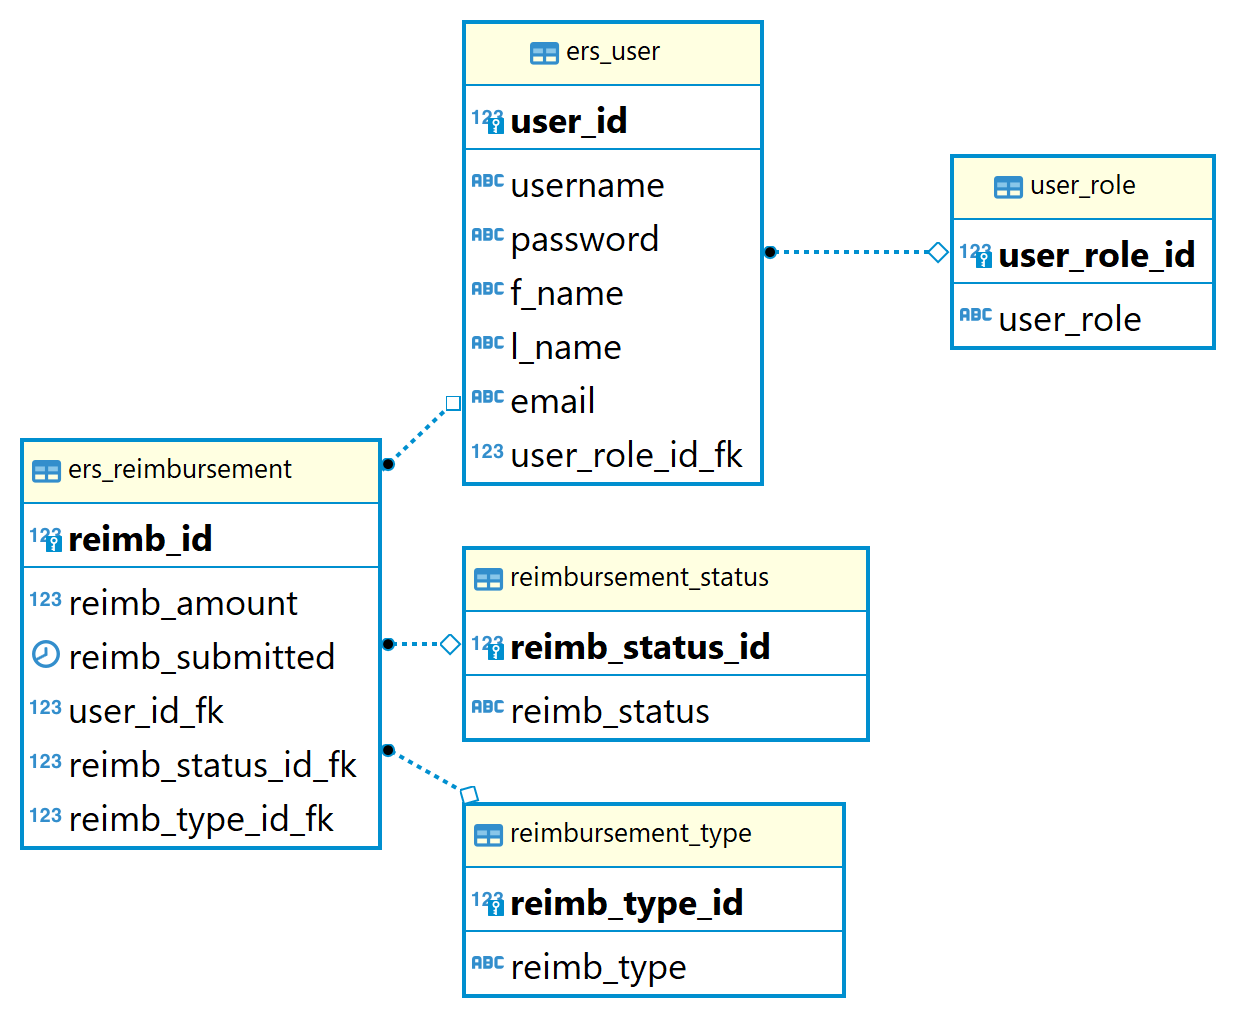 ers_user
123 user_id
ABC username
ABC password
ABC f_name
ABC l_name
ABC email
123 user_role_id_fk
user_role
123 user_role_id
ABC user_role
ers_reimbursement
123 reimb_id
123 reimb_amount
reimb_submitted
123 user_id_fk
123 reimb_status_id_fk
123 reimb_type_id_fk
reimbursement_status
123 reimb_status_id
ABC reimb_status
reimbursement_type
123 reimb_type_id
ABC reimb_type